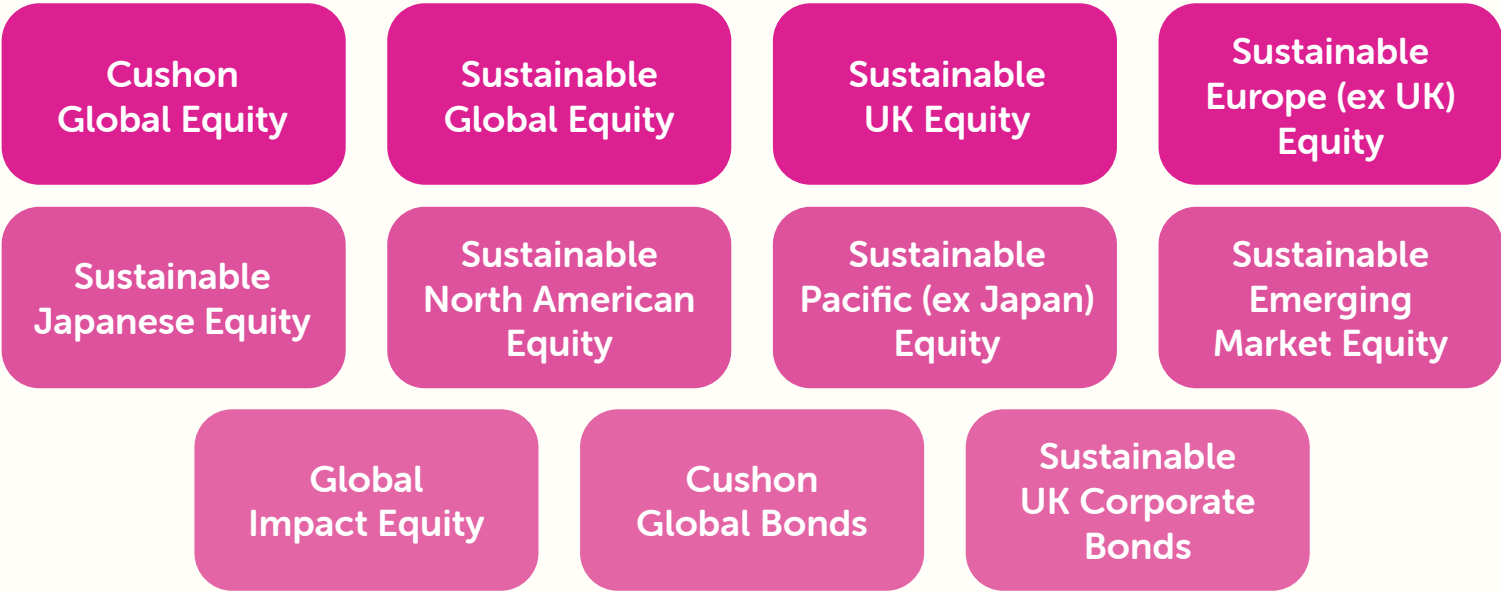 Cushon
Global Equity
Sustainable
Global Equity
Sustainable
UK Equity
Sustainable
Europe (ex UK)
Equity
Sustainable
Japanese Equity
Sustainable
North American
Equity
Sustainable
Pacific (ex Japan)
Equity
Sustainable
Emerging
Market Equity
Global
Impact Equity
Cushon
Global Bonds
Sustainable
UK Corporate
Bonds